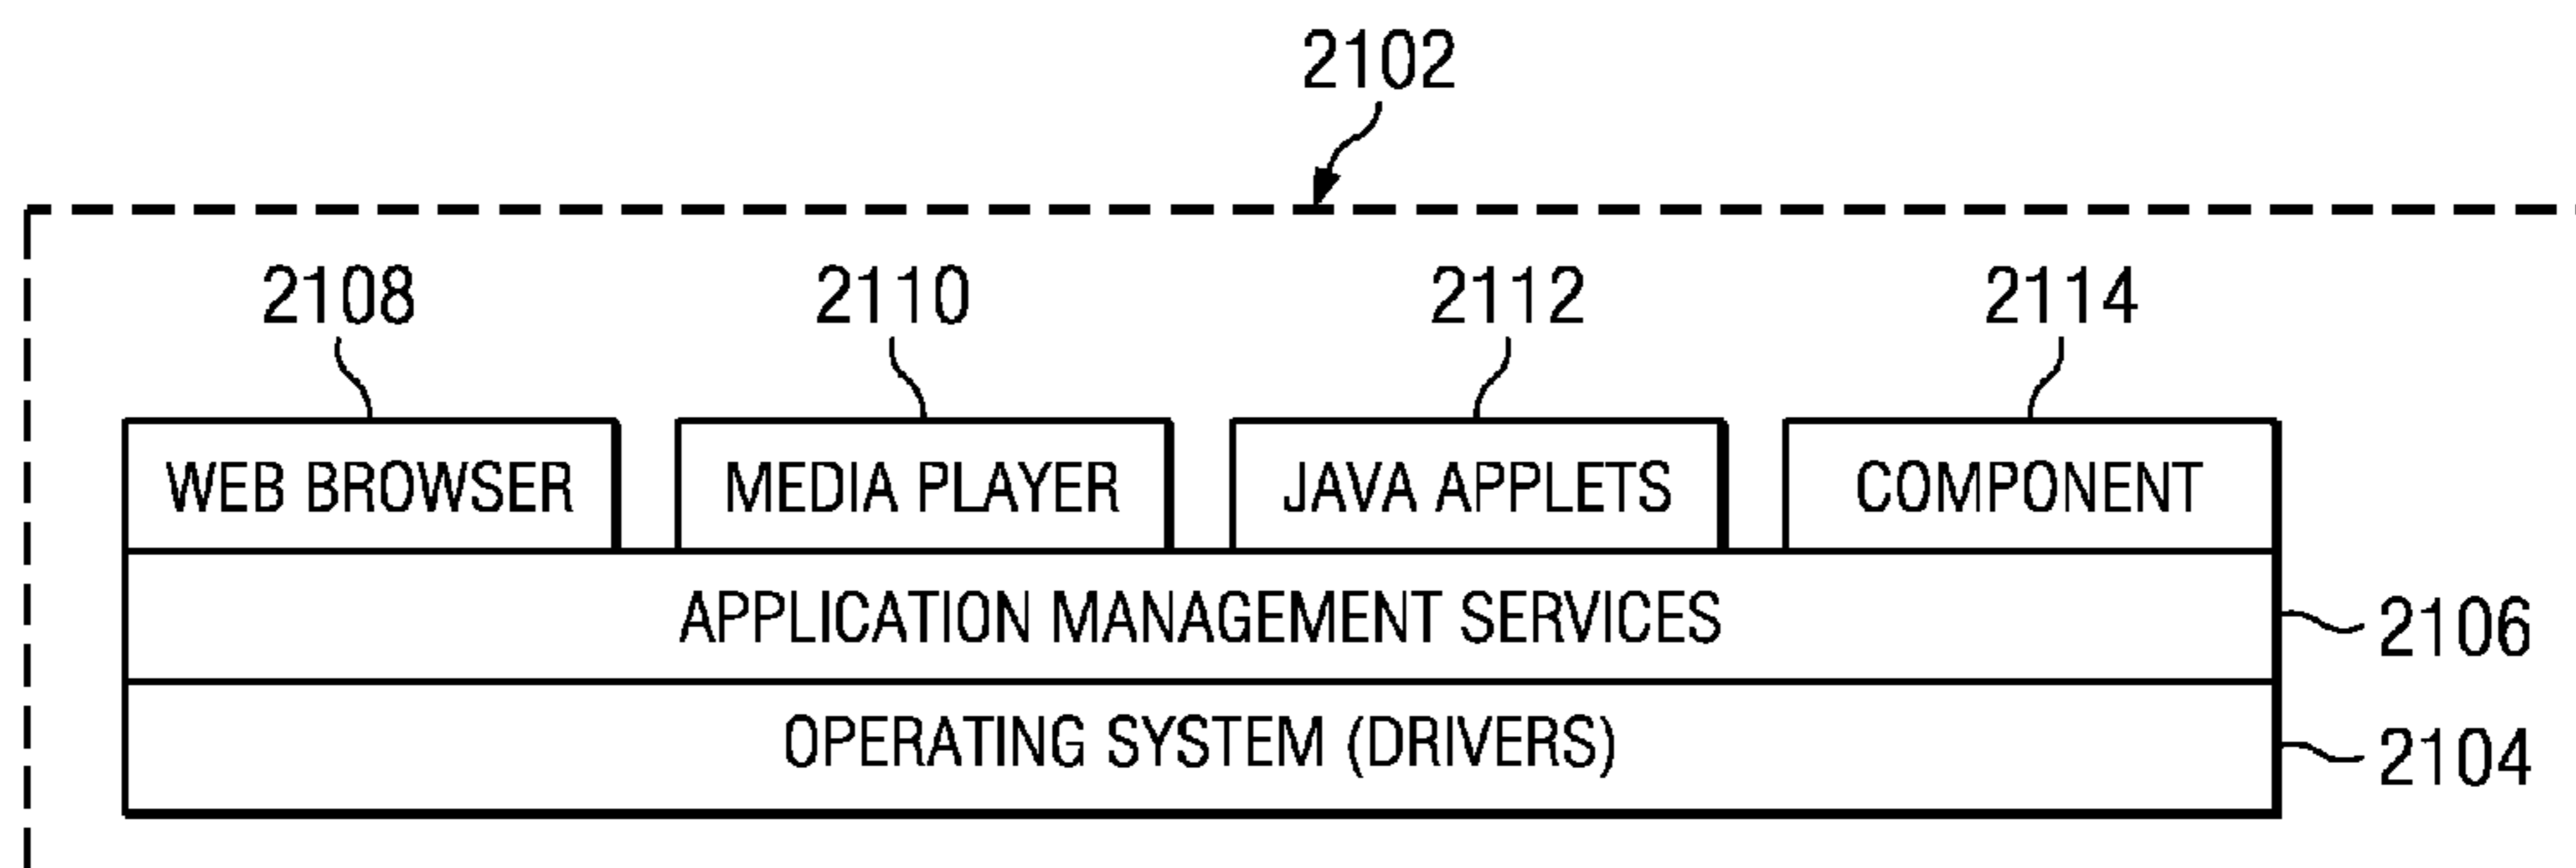 2102
2108 2110 2112 2114
WEB BROWSER MEDIA PLAYER JAVA APPLETS COMPONENT
APPLICATION MANAGEMENT SERVICES 2106
OPERATING SYSTEM (DRIVERS) 2104